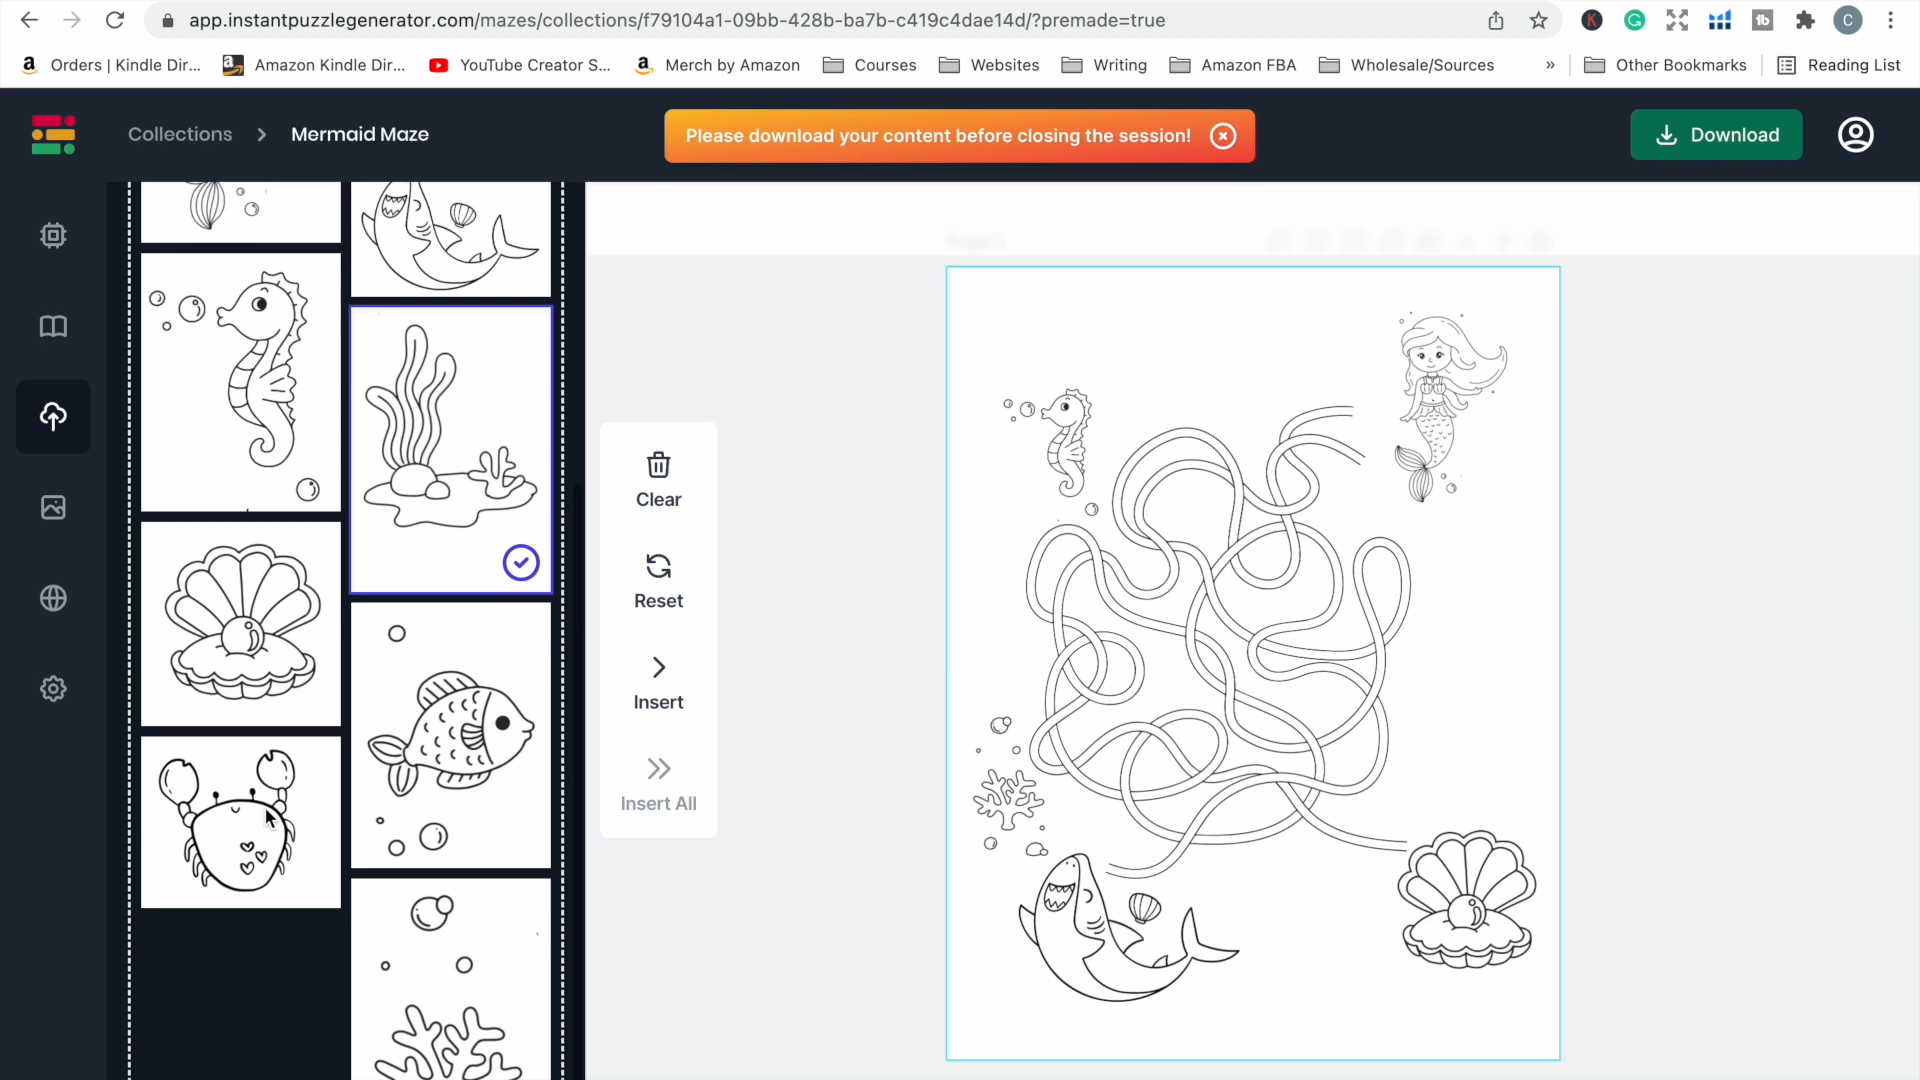 app.instantpuzzlegenerator.com/mazes/collections/f79104a1-09bb-428b-ba7b-c419c4dae14d/?premade=true
K
G
tb
C
a Orders | Kindle Dir...
a Amazon Kindle Dir...
YouTube Creator S...
a Merch by Amazon
Courses
Websites
Writing
Amazon FBA
Wholesale/Sources
»
Other Bookmarks
Reading List
Collections > Mermaid Maze
Please download your content before closing the session!
Download
Clear
Reset
Insert
Insert All